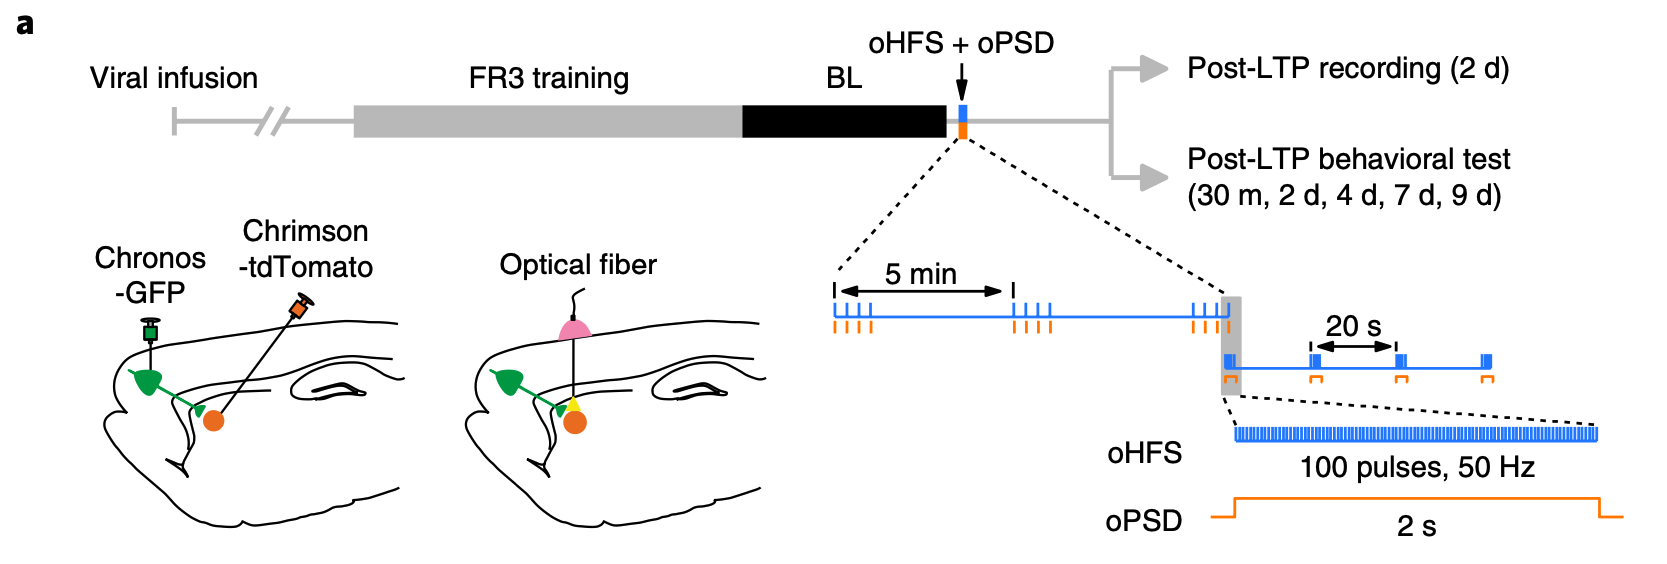 a
oHFS + oPSD
Viral infusion
FR3 training
BL
Post-LTP recording (2 d)
Post-LTP behavioral test
(30 m, 2 d, 4 d, 7 d, 9 d)
Chronos
-GFP
Chrimson
-tdTomato
Optical fiber
5 min
20 s
oHFS
100 pulses, 50 Hz
oPSD
2 s